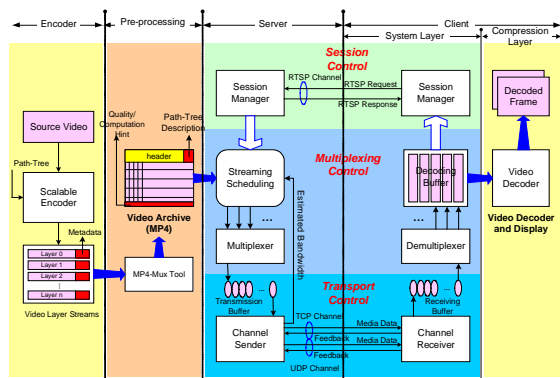 Encoder
Pre-processing
Server
Client
System Layer
Compression
Layer
Session
Control
RTSP Channel
RTSP Request
RTSP Response
Session
Manager
Session
Manager
Decoded
Frame
Quality/
Computation
Hint
Path-Tree
Description
Source Video
Path-Tree
header
Video Archive
(MP4)
Streaming
Scheduling
Multiplexing
Control
Decoding
Buffer
Video
Decoder
Video Decoder
and Display
Scalable
Encoder
Metadata
Layer 0
Layer 1
Layer 2
Layer n
Video Layer Streams
MP4-Mux Tool
...
Estimated Bandwidth
Multiplexer
...
Demultiplexer
Transmission
Buffer
...
Transport
Control
...
Receiving
Buffer
TCP Channel
Channel
Sender
Media Data
Feedback
Media Data
Feedback
UDP Channel
Channel
Receiver